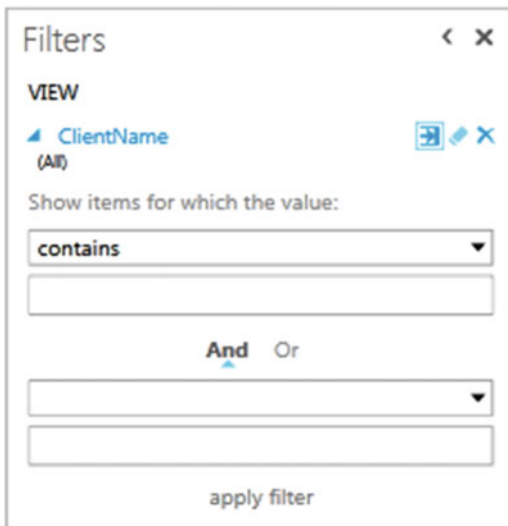 Filters
VIEW
ClientName
(All)
Show items for which the value:
contains
And Or
apply filter